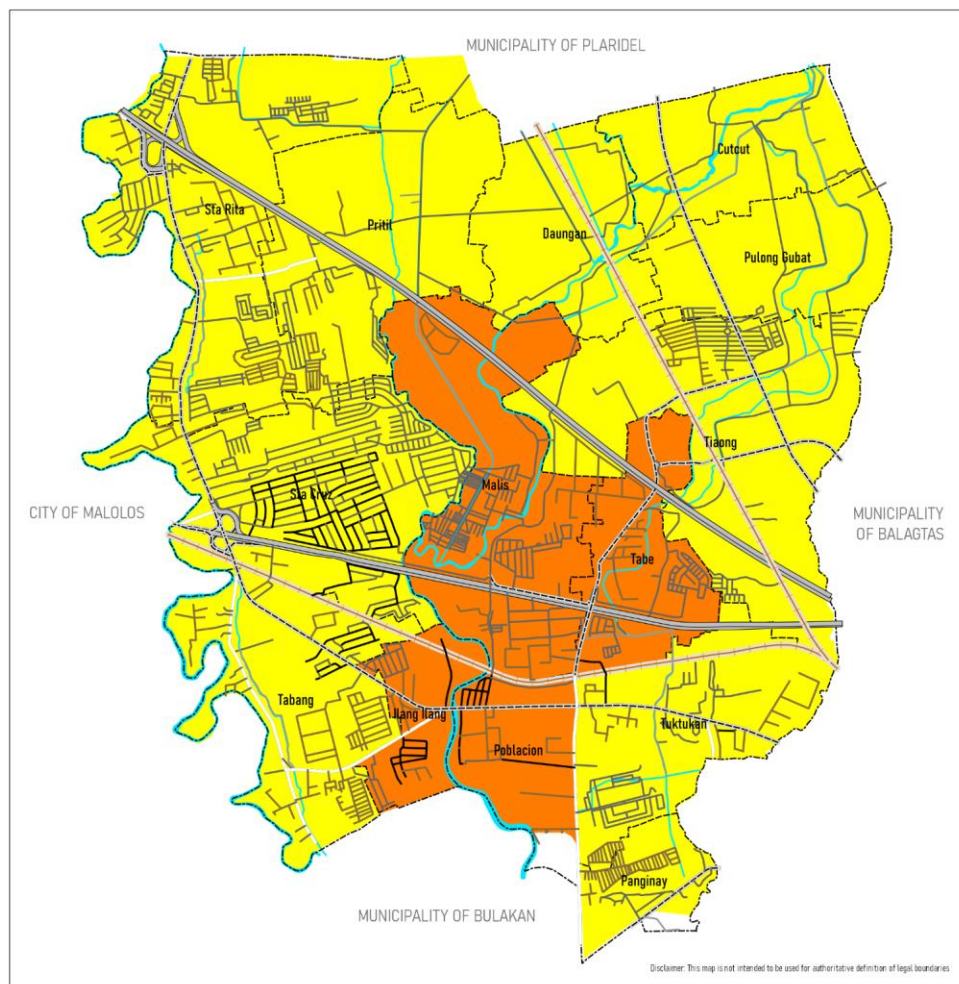 MUNICIPALITY OF PLARIDEL
Cutcut
Sta Rita
Pritil
Daungan
Pulong Gubat
Tiaong
Malis
Sta Cruz
CITY OF MALOLOS
MUNICIPALITY
OF BALAGTAS
Tabe
Tabang
Ilang Ilang
Tuktukan
Poblacion
Panginay
MUNICIPALITY OF BULAKAN
Disclaimer: This map is not intended to be used for authoritative definition of legal boundaries